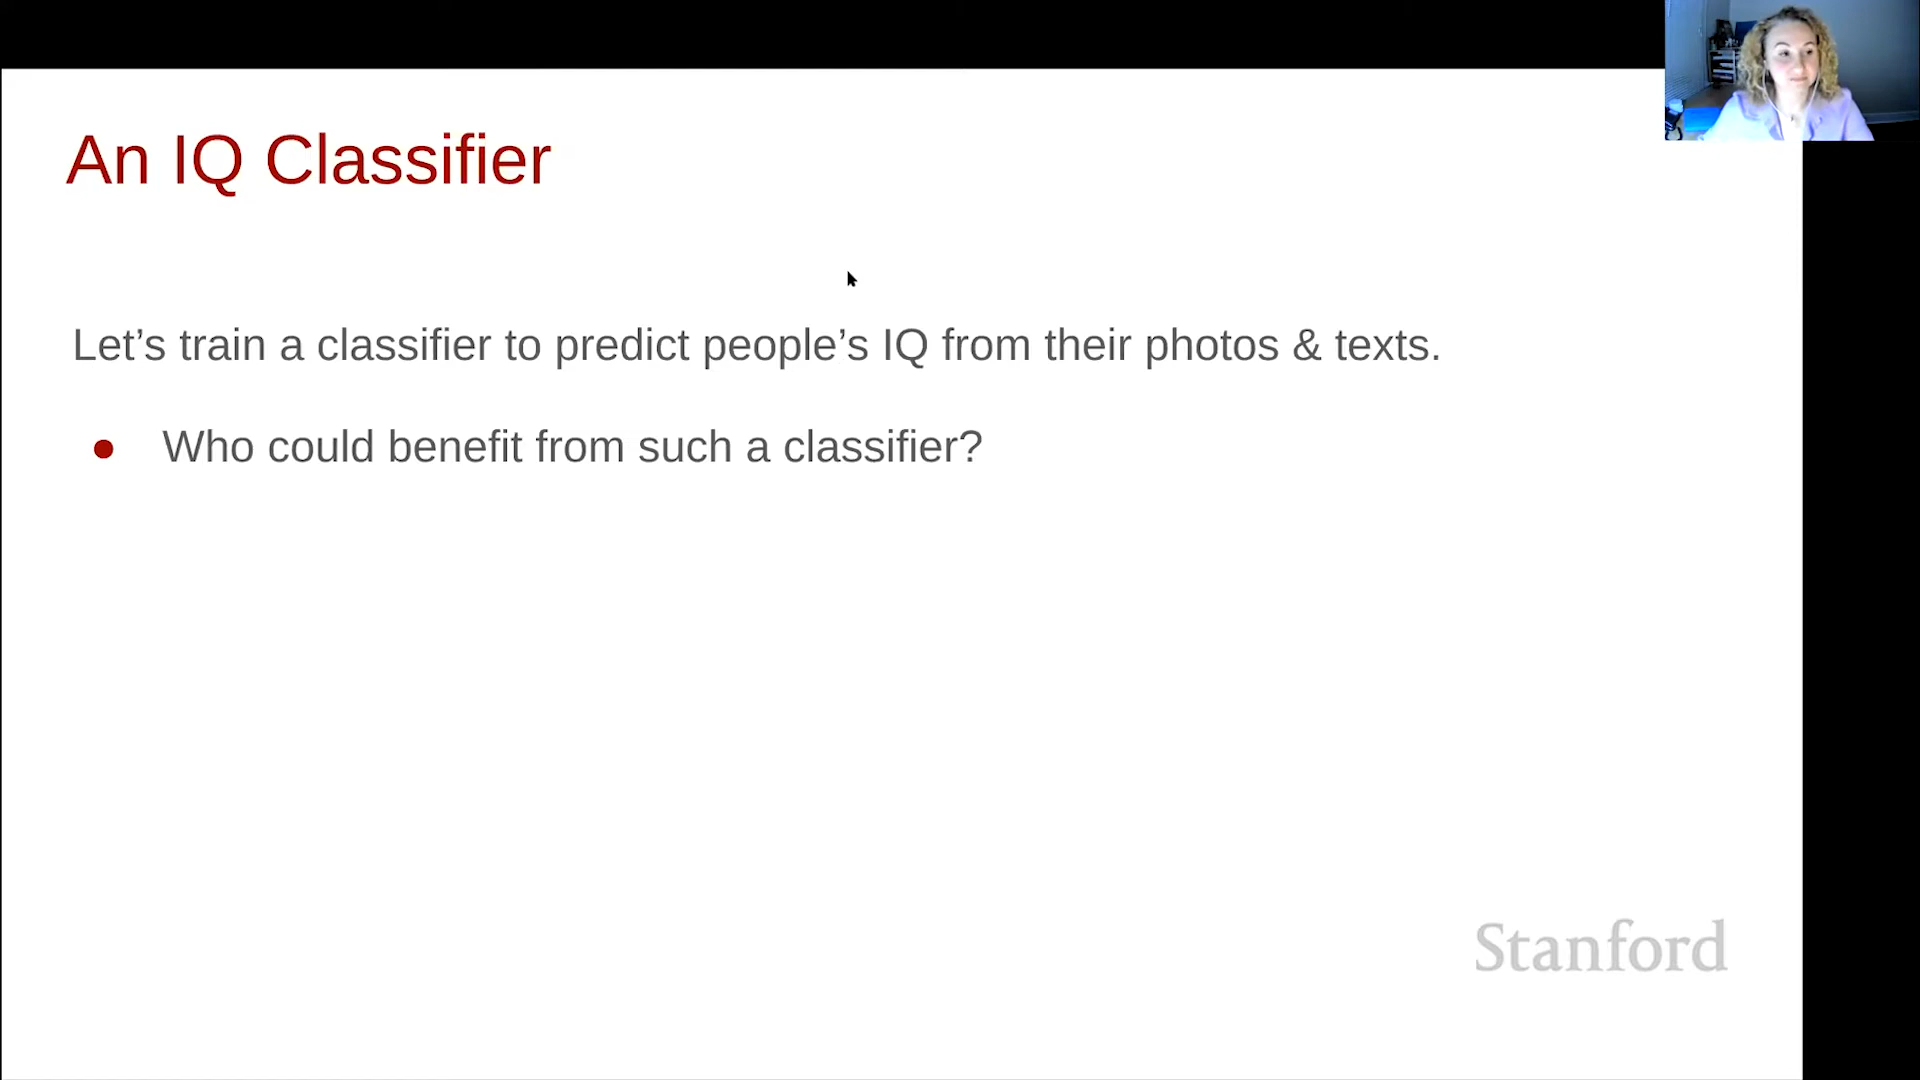 An IQ Classifier
Let’s train a classifier to predict people’s IQ from their photos & texts.
● Who could benefit from such a classifier?
Stanford